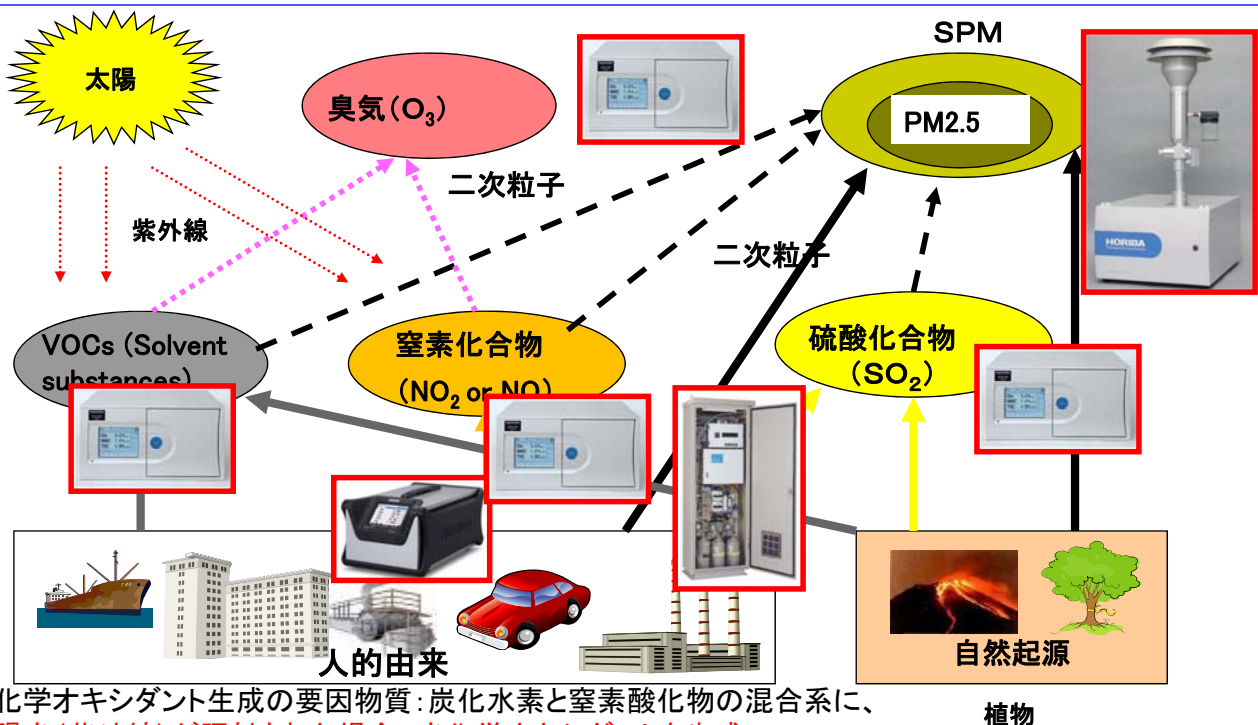 SPM
太陽
臭気（O3）
PM2.5
二次粒子
紫外線
二次粒子
HORIBA
VOCs (Solvent
substances)
窒素化合物
(NO2 or NO)
硫酸化合物
（SO2）
人的由来
自然起源
植物
化学オキシダント生成の要因物質：炭化水素と窒素酸化物の混合系に、